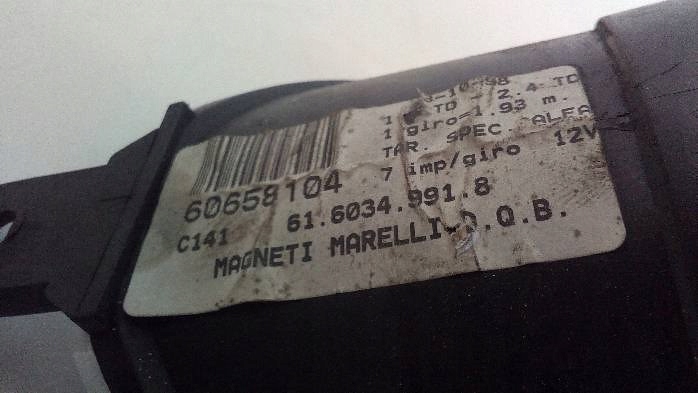 -10-98
TD - 2.4 TD
1 giro=1.93 m.
TAR. SPEC. ALFA
7 imp/giro 12V
60658104
C141 61.6034.991.8
MAGNETI MARELLI-D.Q.B.